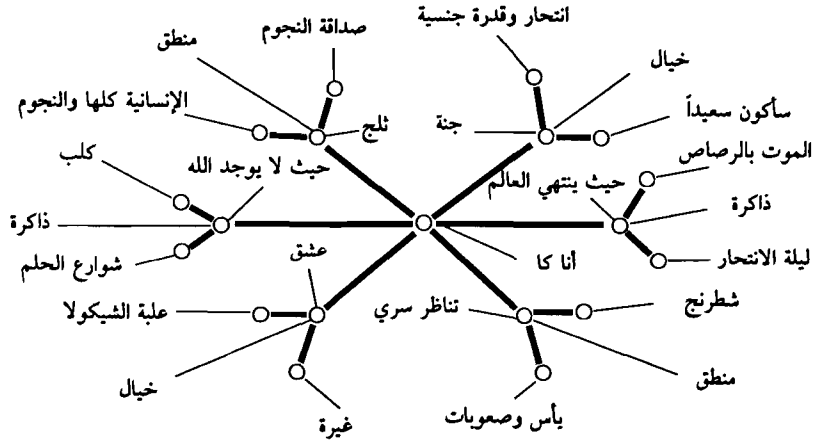 انتحار وقدرة جنسية
صداقة النجوم
منطق
خيال
سأكون سعيداً
الإنسانية كلها والنجوم
ثلج
جنة
الموت بالرصاص
كلب
حيث لا يوجد الله
حيث ينتهي العالم
ذاكرة
ذاكرة
شوارع الحلم
عشق
أنا كا
ليلة الانتحار
علبة الشيكولا
تناظر سري
شطرنج
خيال
منطق
غيرة
يأس وصعوبات